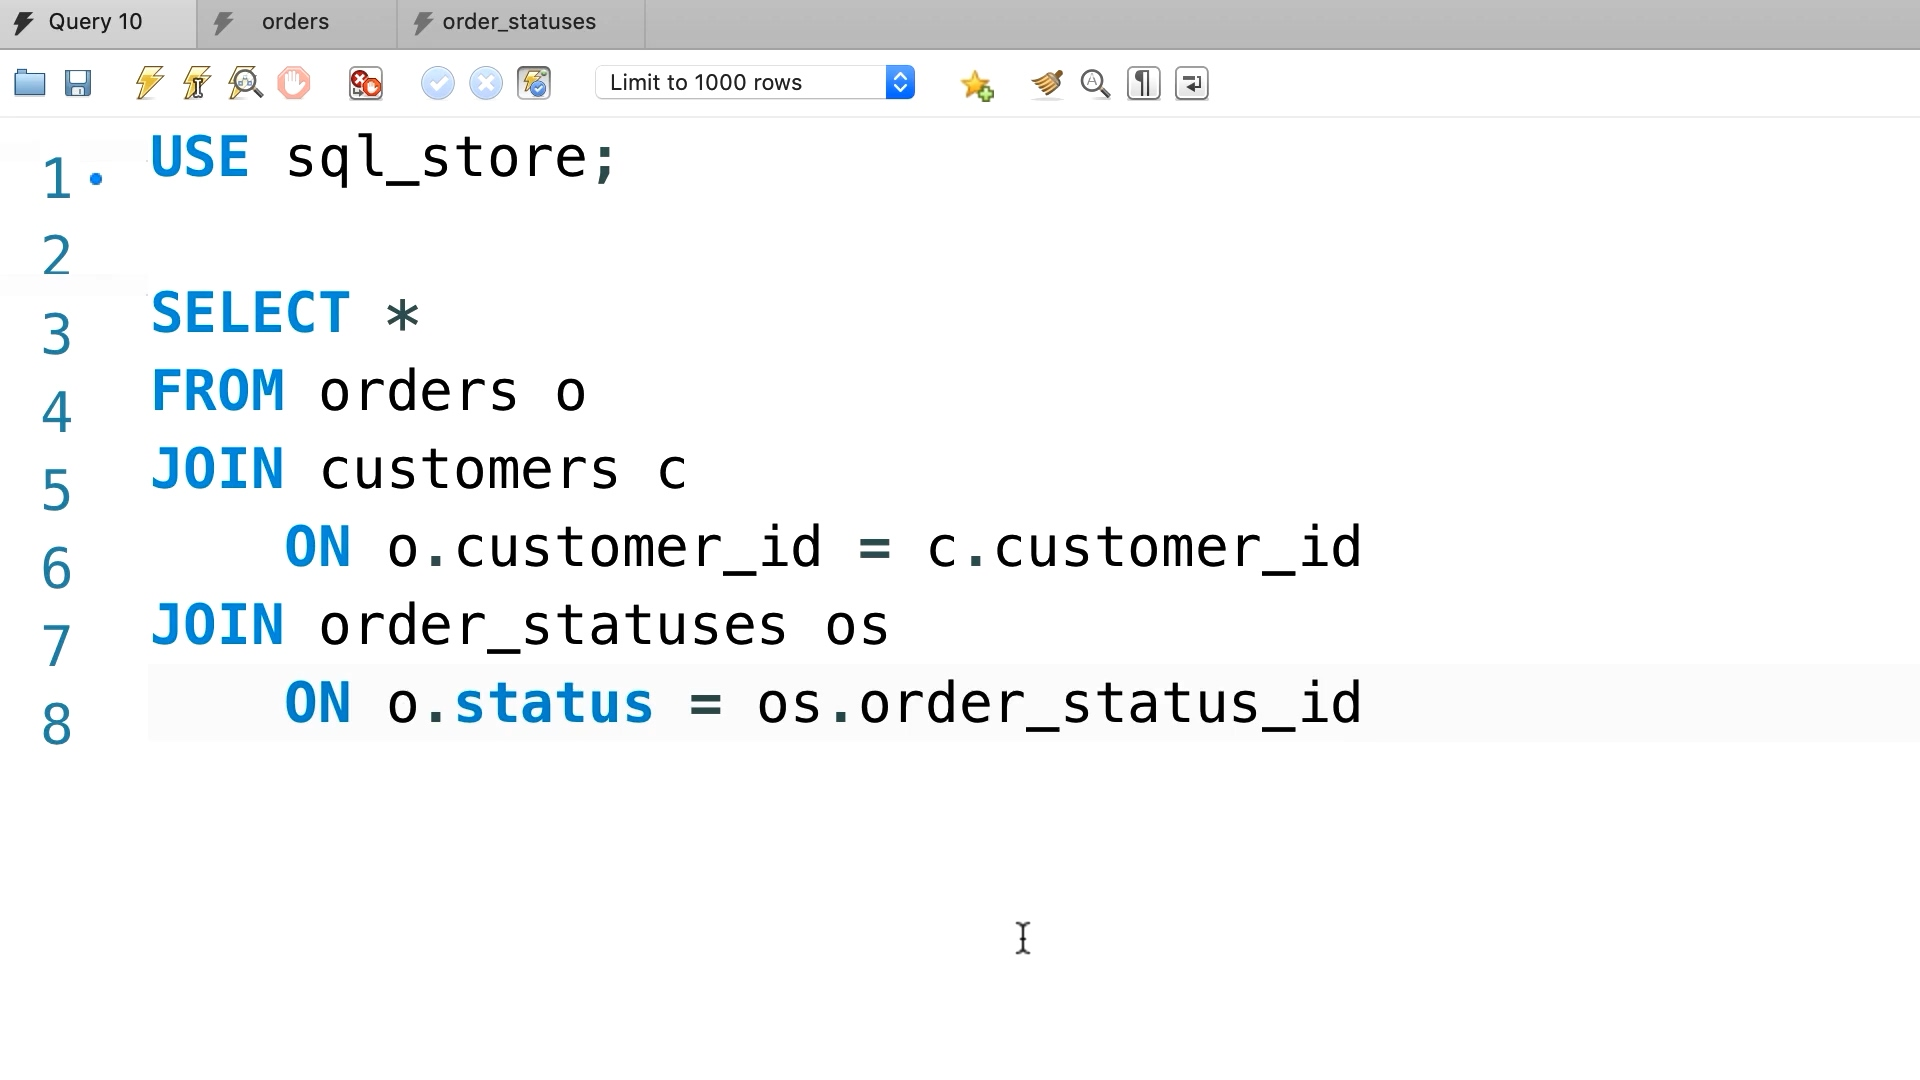 Query 10 orders order_statuses
Limit to 1000 rows
1 USE sql_store;
2
3 SELECT *
4 FROM orders o
5 JOIN customers c
6 ON o.customer_id = c.customer_id
7 JOIN order_statuses os
8 ON o.status = os.order_status_id